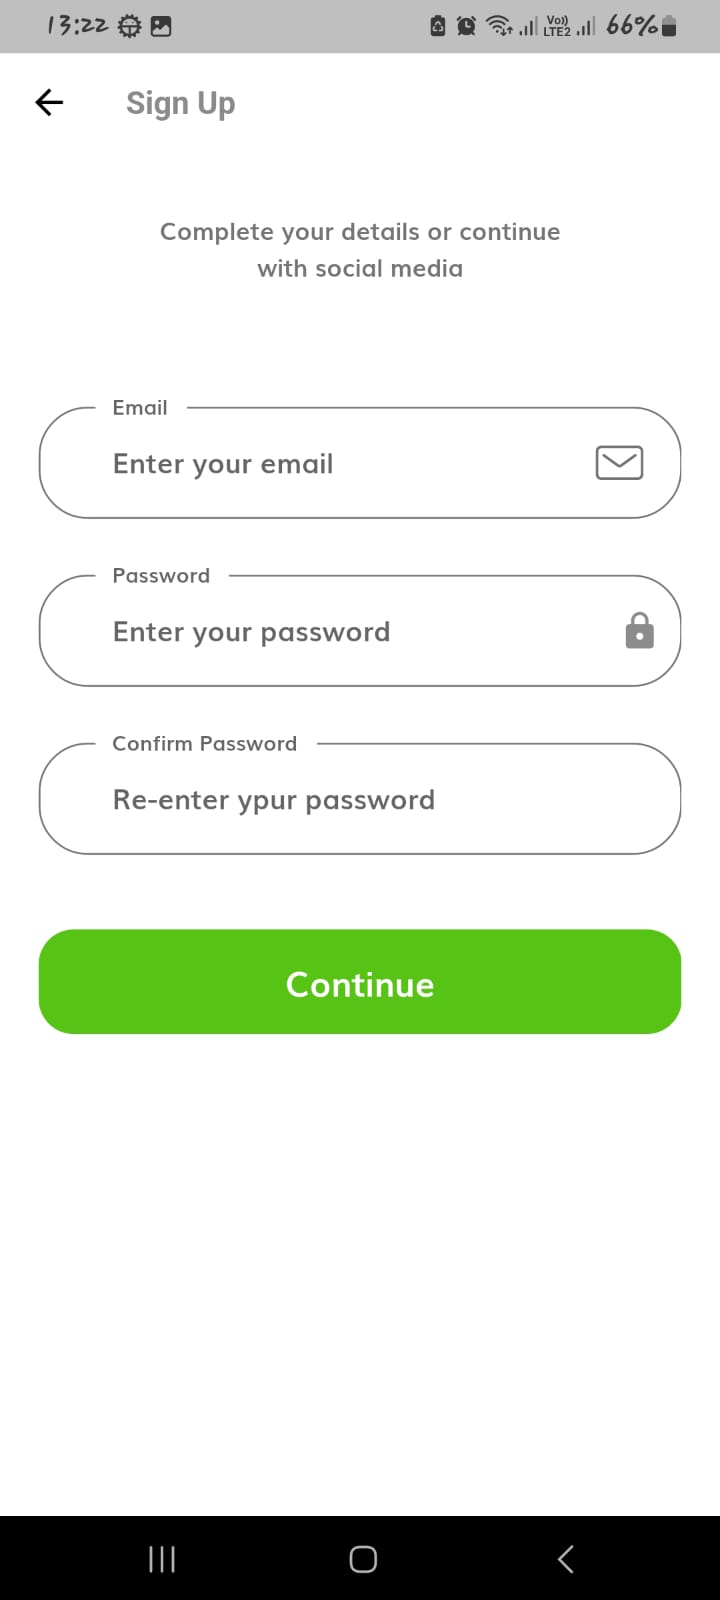 13:22 Vo)) LTE2 66%
Sign Up
Complete your details or continue
with social media
Email
Enter your email
Password
Enter your password
Confirm Password
Re-enter ypur password
Continue